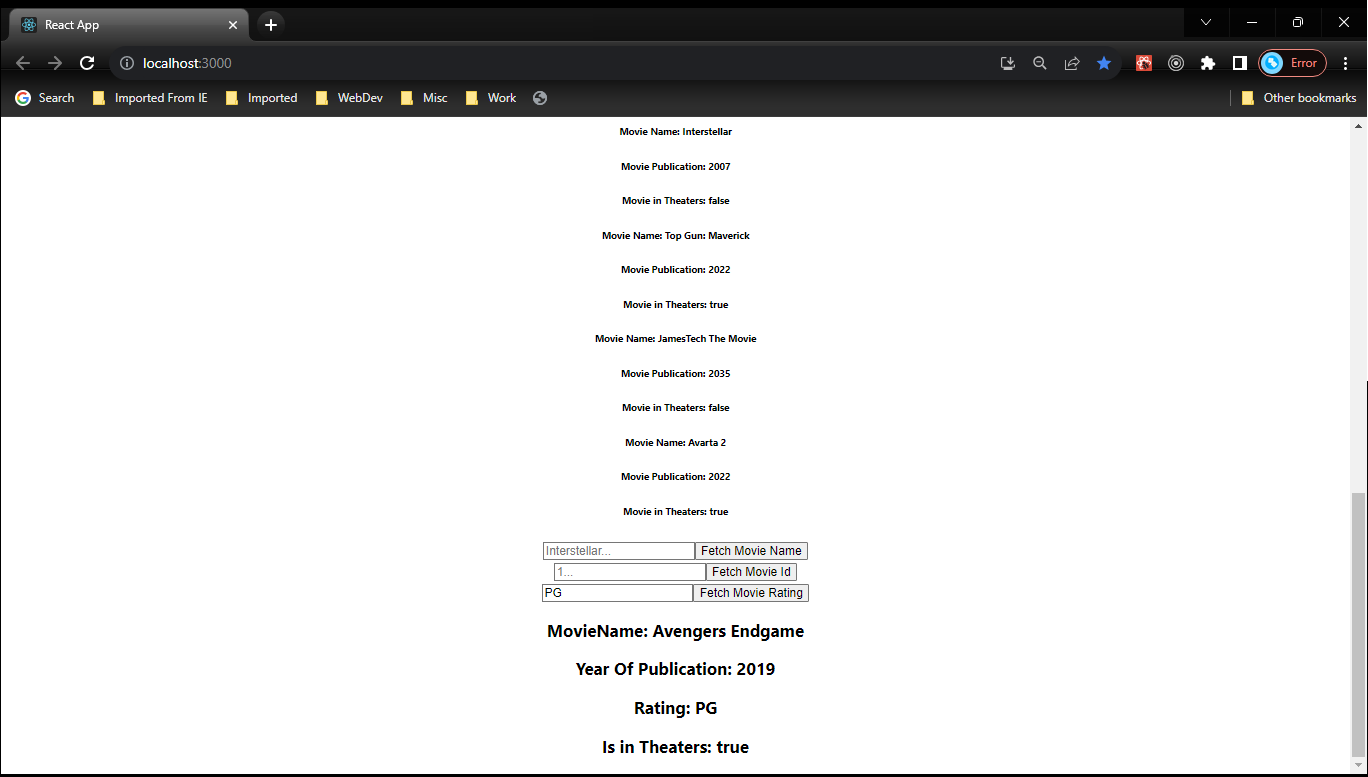 React App
localhost:3000
Error
Search Imported From IE Imported WebDev Misc Work Other bookmarks
Movie Name: Interstellar
Movie Publication: 2007
Movie in Theaters: false
Movie Name: Top Gun: Maverick
Movie Publication: 2022
Movie in Theaters: true
Movie Name: JamesTech The Movie
Movie Publication: 2035
Movie in Theaters: false
Movie Name: Avarta 2
Movie Publication: 2022
Movie in Theaters: true
Interstellar... Fetch Movie Name
1... Fetch Movie Id
PG Fetch Movie Rating
MovieName: Avengers Endgame
Year Of Publication: 2019
Rating: PG
Is in Theaters: true